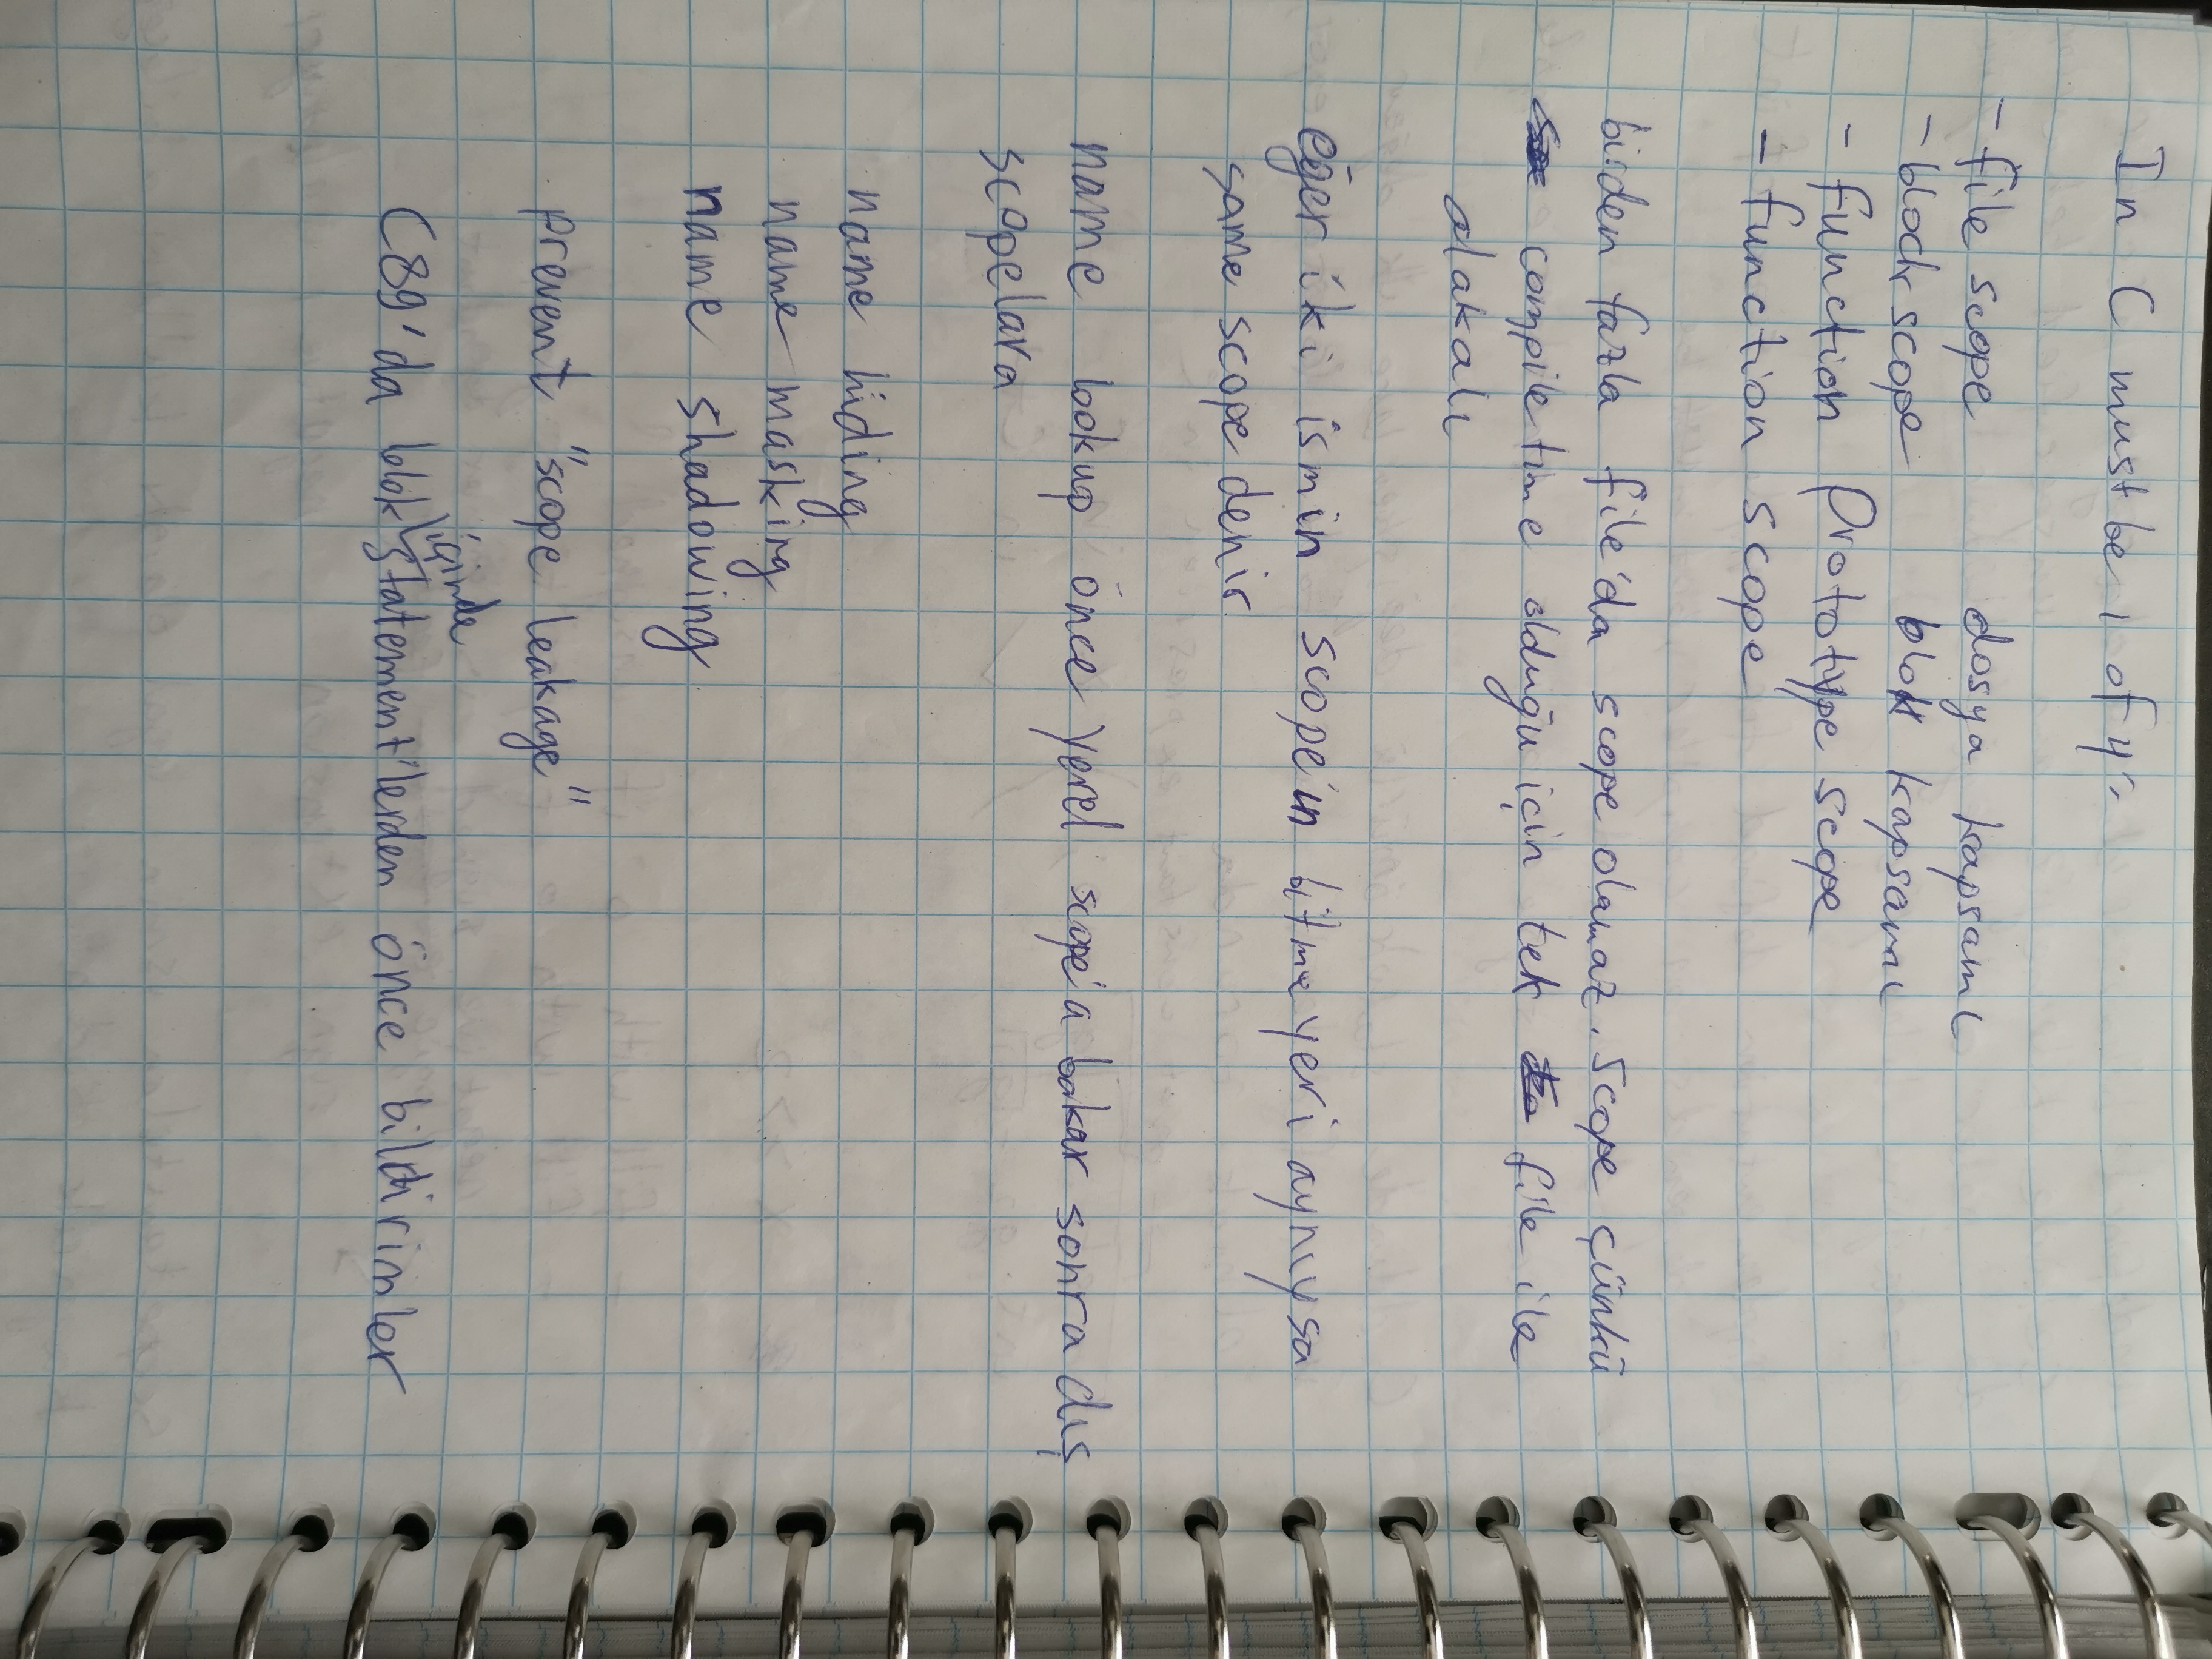 In C must be 1 of 4:
- file scope dosya kapsamı
- block scope blok kapsamı
- function Prototype scope
- function scope
birden fazla file'da scope olamaz. Scope çünkü
compile time olduğu için tek file ile
alakalı
eğer iki ismin scope'ın bitme yeri aynıysa
same scope denir
name lookup önce yerel scope'a bakar sonra dış
scopelara
name hiding
name masking
name shadowing
prevent "scope leakage"
içinde
C89'da blok statement'lerden önce bildirimler